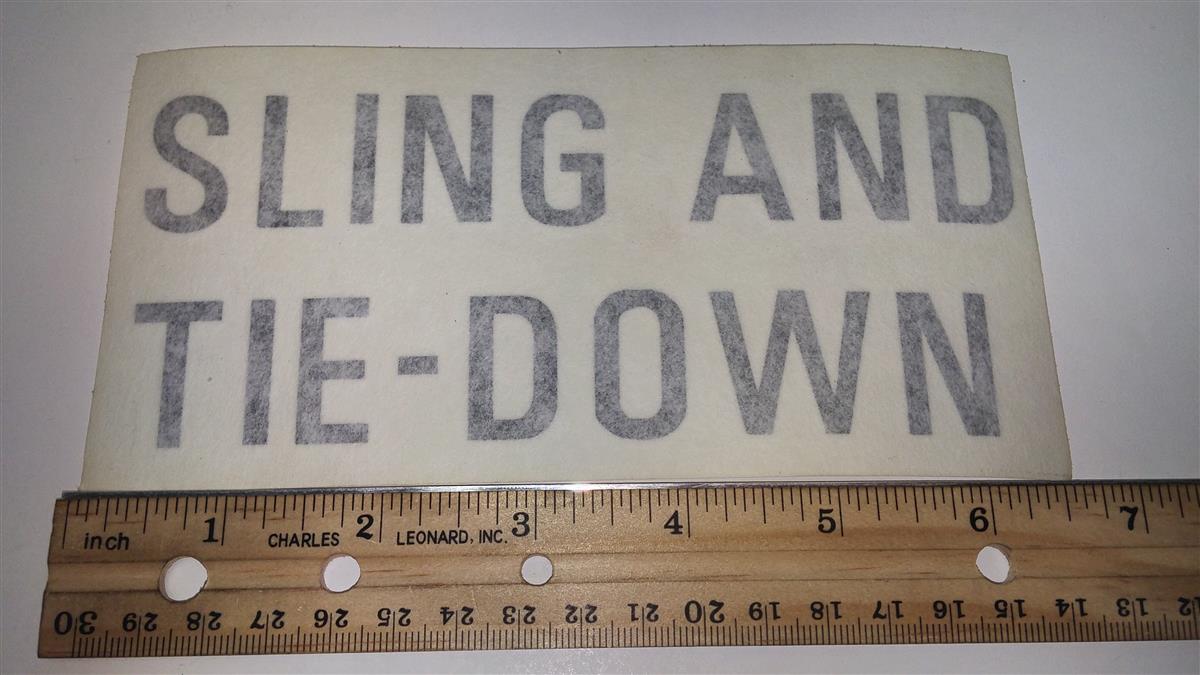 SLING AND
TIE-DOWN
1 2 3 4 5 6 7
inch CHARLES LEONARD, INC.
30 29 28 27 26 25 24 23 22 21 20 19 18 17 16 15 14 13 12